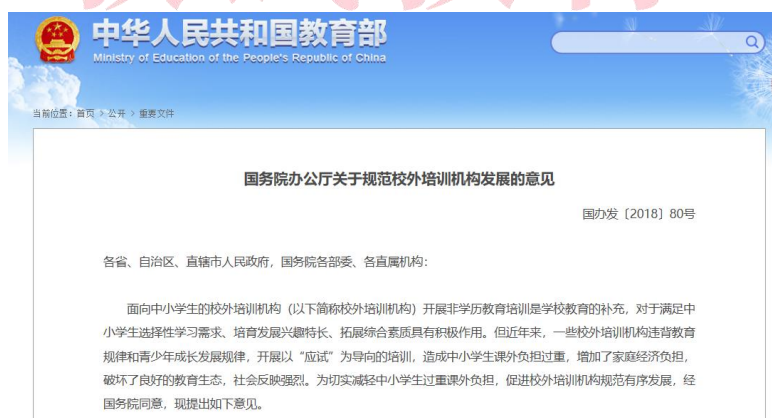 中华人民共和国教育部
Ministry of Education of the People's Republic of China
当前位置：首页 > 公开 > 重要文件
国务院办公厅关于规范校外培训机构发展的意见
国办发〔2018〕80号
各省、自治区、直辖市人民政府，国务院各部委、各直属机构：
面向中小学生的校外培训机构（以下简称校外培训机构）开展非学历教育培训是学校教育的补充，对于满足中
小学生选择性学习需求、培育发展兴趣特长、拓展综合素质具有积极作用。但近年来，一些校外培训机构违背教育
规律和青少年成长发展规律，开展以“应试”为导向的培训，造成中小学生课外负担过重，增加了家庭经济负担，
破坏了良好的教育生态，社会反映强烈。为切实减轻中小学生过重课外负担，促进校外培训机构规范有序发展，经
国务院同意，现提出如下意见。